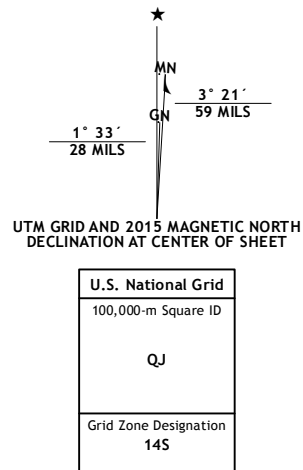 ★
MN
GN
3° 21´
59 MILS
1° 33´
28 MILS
UTM GRID AND 2015 MAGNETIC NORTH
DECLINATION AT CENTER OF SHEET
U.S. National Grid
100,000-m Square ID
QJ
Grid Zone Designation
14S